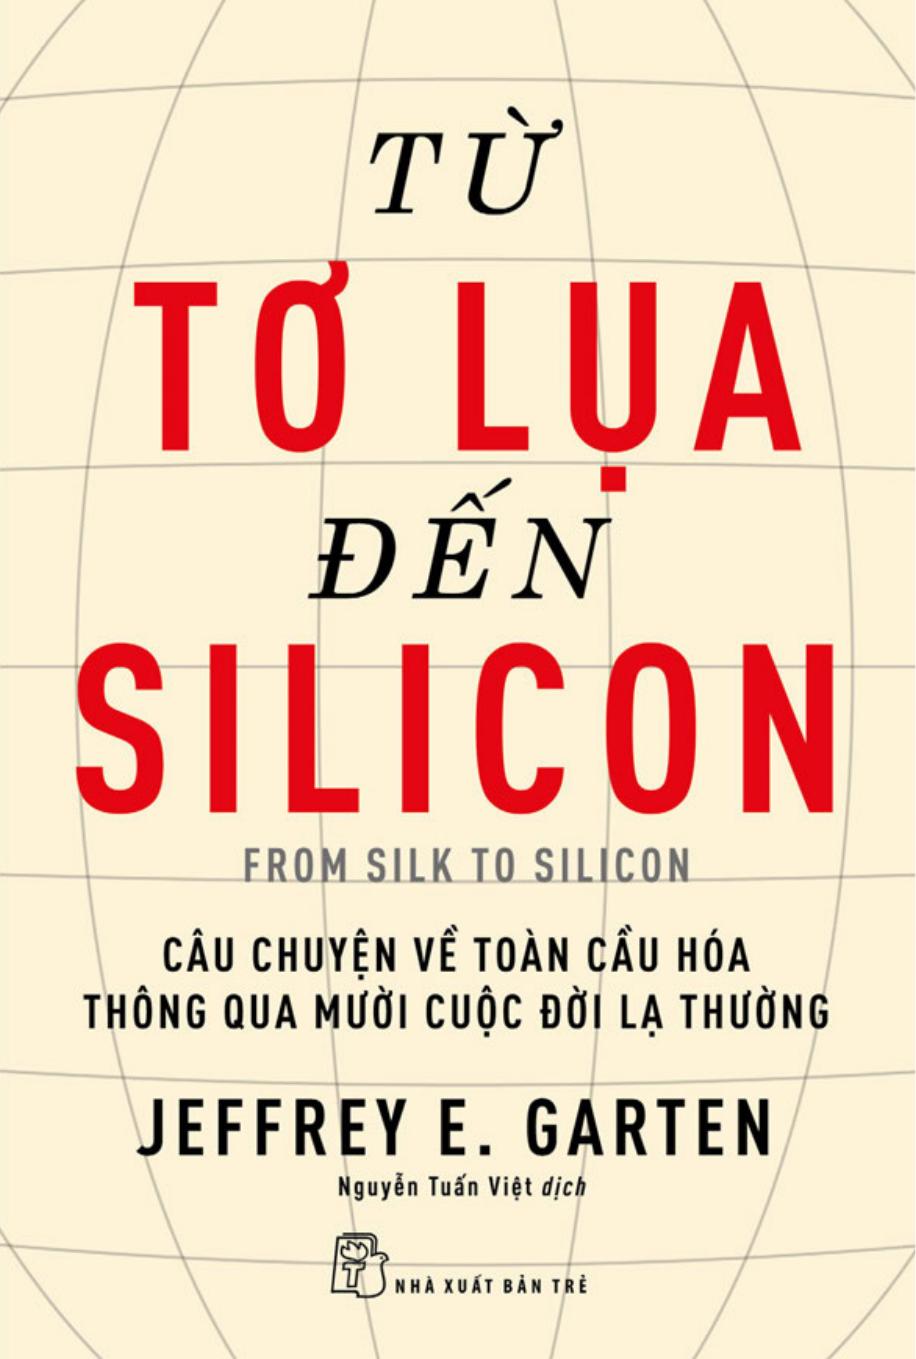 TỪ
TƠ LỤA
ĐẾN
SILICON
FROM SILK TO SILICON
CÂU CHUYỆN VỀ TOÀN CẦU HÓA
THÔNG QUA MƯỜI CUỘC ĐỜI LẠ THƯỜNG
JEFFREY E. GARTEN
Nguyễn Tuấn Việt dịch
T
NHÀ XUẤT BẢN TRẺ